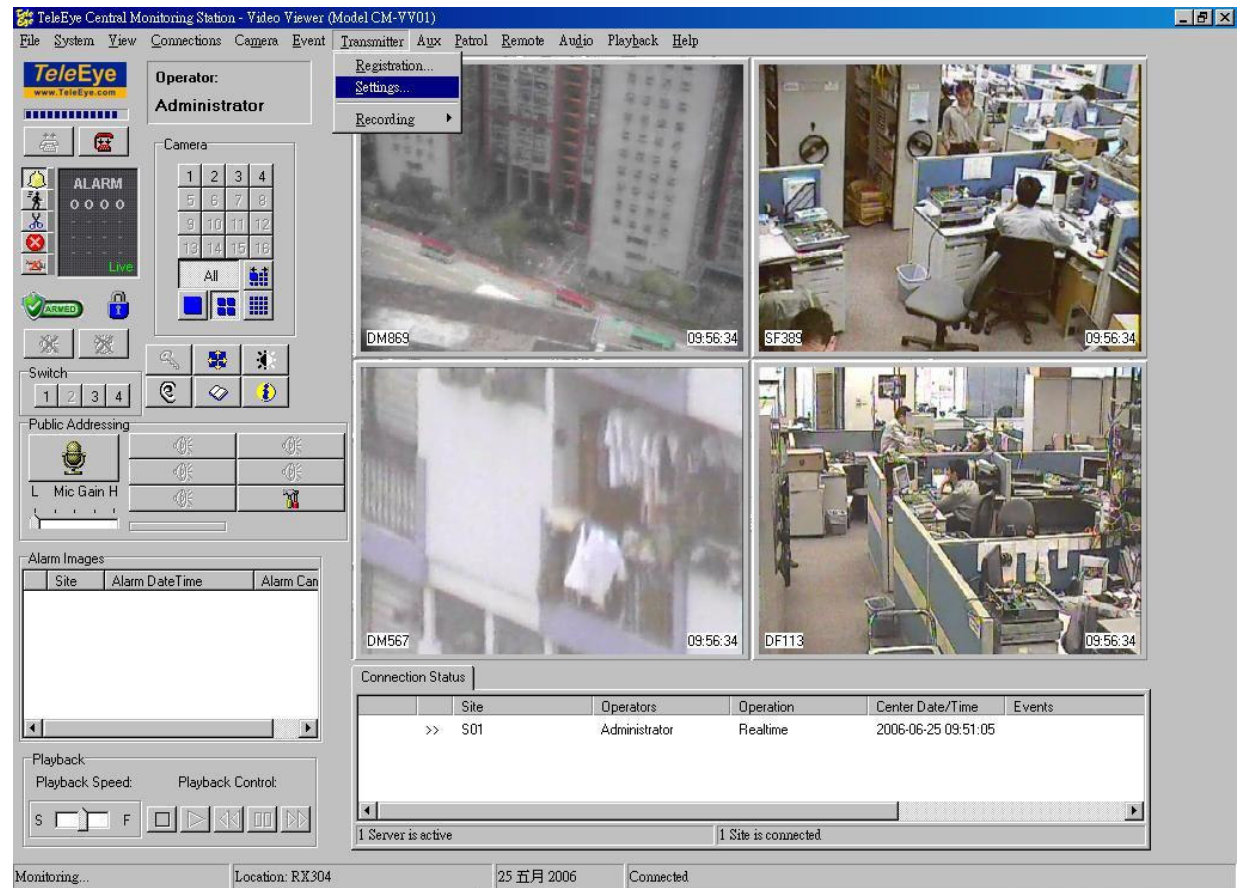 TeleEye Central Monitoring Station - Video Viewer (Model CM-VV01)
File System View Connections Camera Event Transmitter Aux Patrol Remote Audio Playback Help
Registration...
Settings...
Recording
TeleEye
www.TeleEye.com
Operator:
Administrator
Camera
1 2 3 4
5 6 7 8
9 10 11 12
13 14 15 16
All
ALARM
0 0 0 0
- - - -
- - - -
Live
ARMED
Switch
1 2 3 4
Public Addressing
L Mic Gain H
Alarm Images
Site Alarm DateTime Alarm Can
Playback
Playback Speed: Playback Control:
S F
DM869 09:56:34
SF389 09:56:34
DM567 09:56:34
DF113 09:56:34
Connection Status
Site Operators Operation Center Date/Time Events
>> S01 Administrator Realtime 2006-06-25 09:51:05
1 Server is active 1 Site is connected
Monitoring... Location: RX304 25 五月 2006 Connected